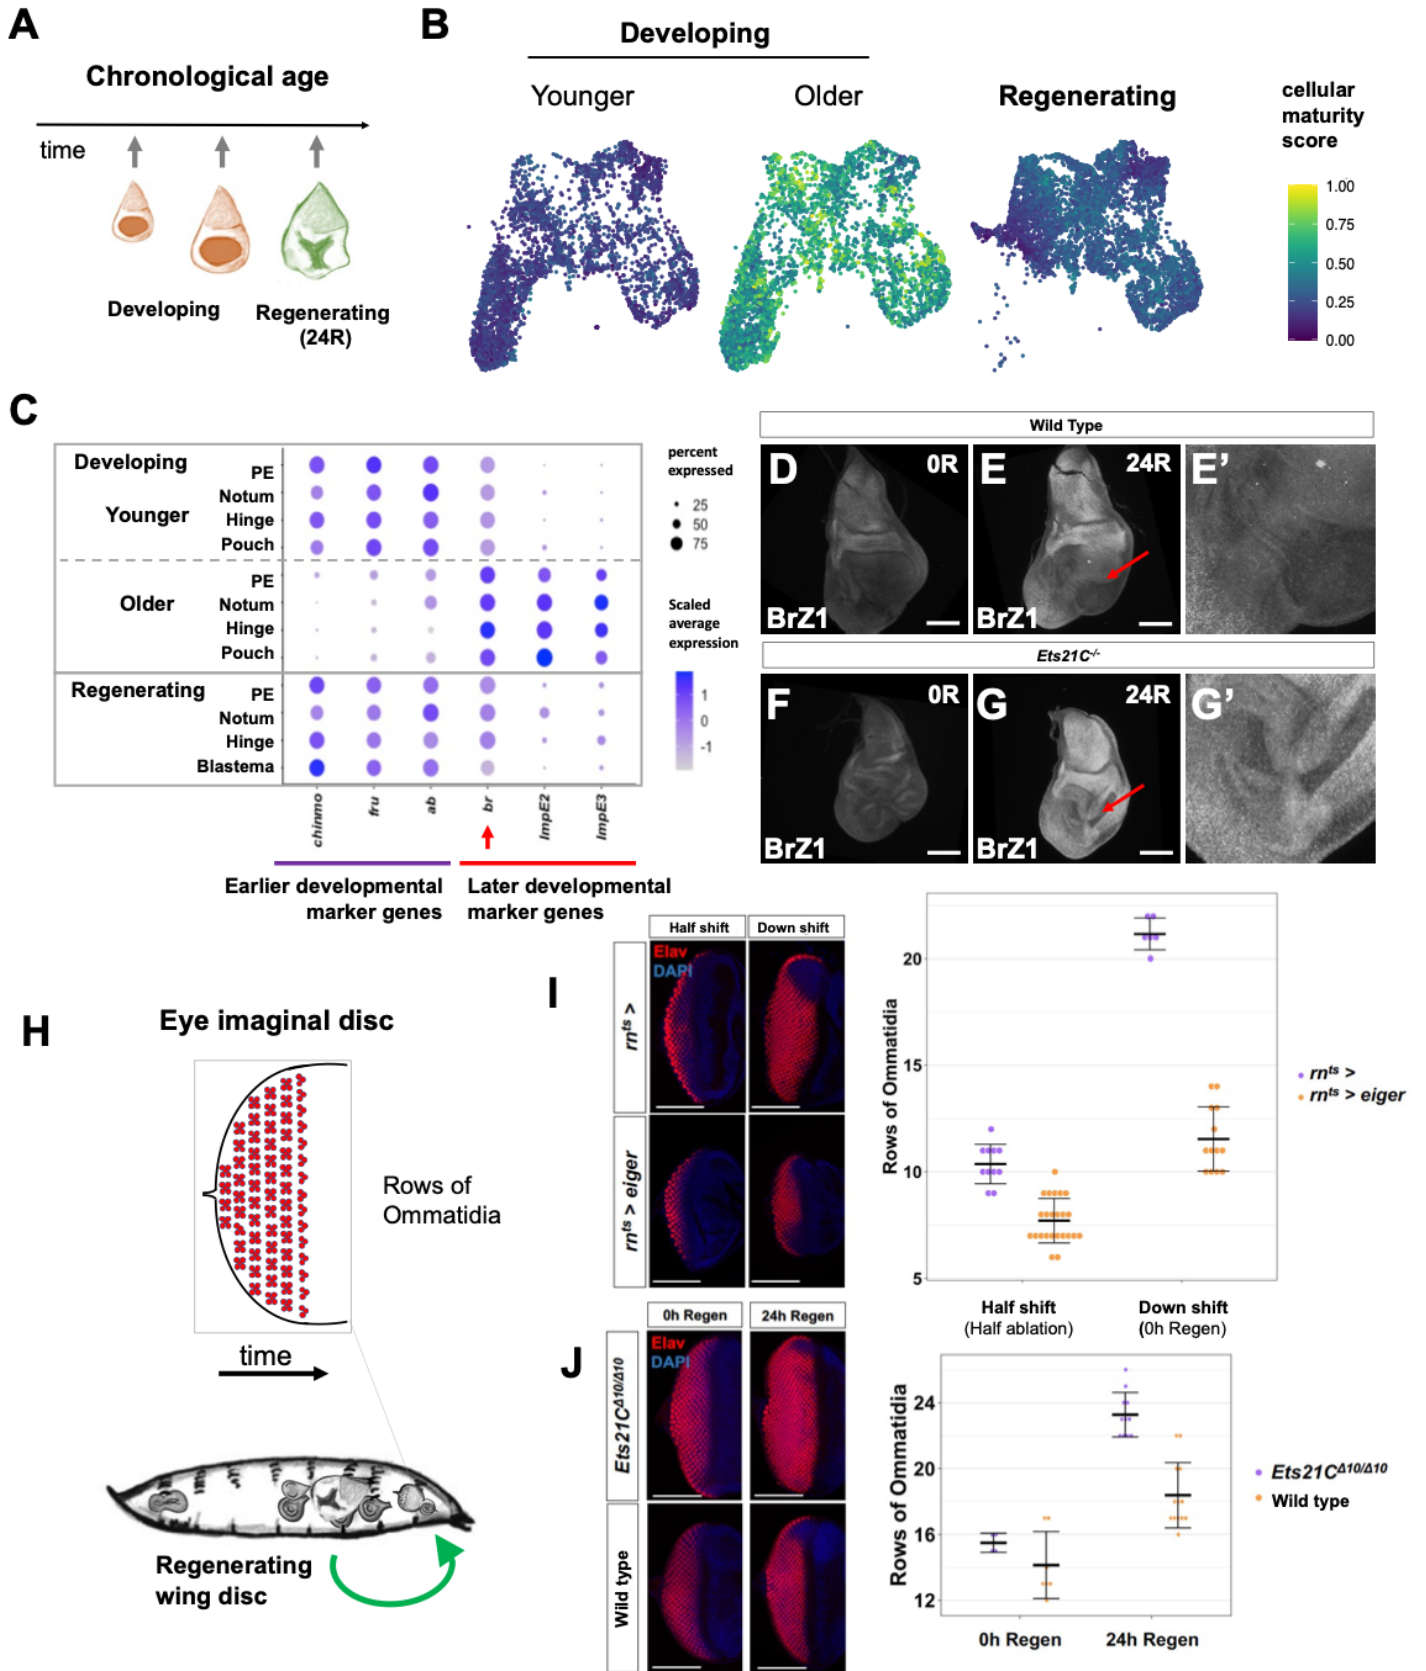 A
Chronological age
time
Developing
Regenerating
(24R)
B
Developing
Younger
Older
Regenerating
cellular
maturity
score
1.00
0.75
0.50
0.25
0.00
C
Developing
Younger
PE
Notum
Hinge
Pouch
Older
PE
Notum
Hinge
Pouch
Regenerating
PE
Notum
Hinge
Blastema
chinmo
fru
ab
br
ImpE2
ImpE3
Earlier developmental
marker genes
Later developmental
marker genes
percent
expressed
25
50
75
Scaled
average
expression
1
0
-1
Wild Type
D
0R
BrZ1
E
24R
BrZ1
E’
Ets21C-/-
F
0R
BrZ1
G
24R
BrZ1
G’
H
Eye imaginal disc
Rows of
Ommatidia
time
Regenerating
wing disc
I
Half shift
Down shift
Elav
DAPI
rnts >
rnts > eiger
Rows of Ommatidia
20
15
10
5
Half shift
(Half ablation)
Down shift
(0h Regen)
rnts >
rnts > eiger
J
0h Regen
24h Regen
Elav
DAPI
Ets21CΔ10/Δ10
Wild type
Rows of Ommatidia
24
20
16
12
0h Regen
24h Regen
Ets21CΔ10/Δ10
Wild type